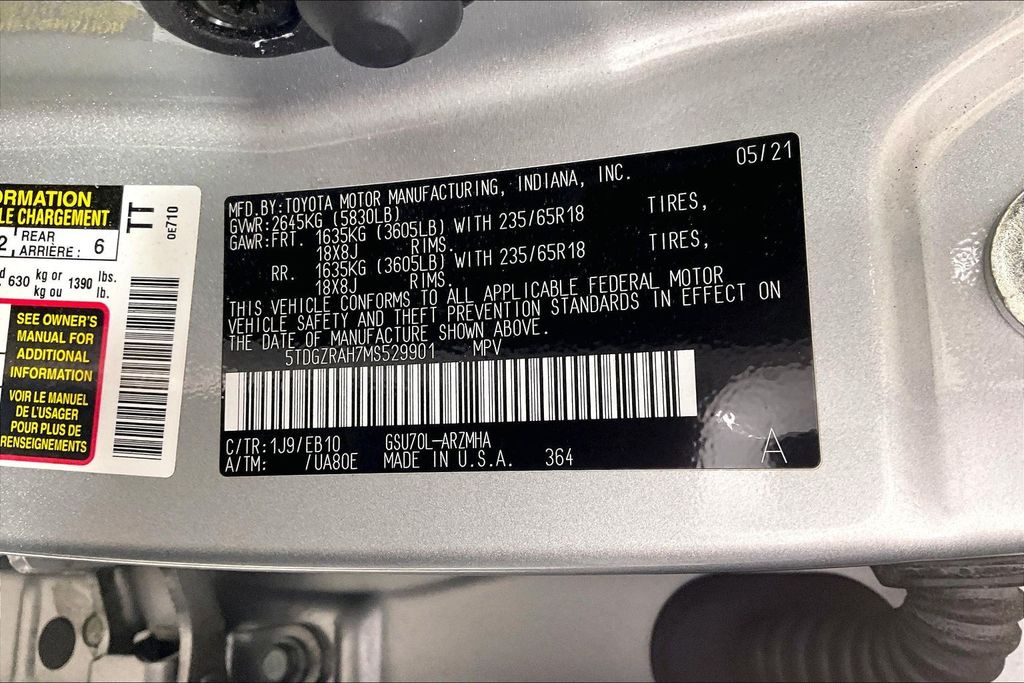 ORMATION
LE CHARGEMENT
2, REAR 6
ARRIÈRE:
630 kg or 1390 lbs.
kg ou lb.
SEE OWNER'S
MANUAL FOR
ADDITIONAL
INFORMATION
VOIR LE MANUEL
DE L'USAGER
POUR PLUS DE
RENSEIGNEMENTS
TT
0E710
05/21
MFD.BY:TOYOTA MOTOR MANUFACTURING, INDIANA, INC.
GVWR:2645KG (5830LB)
GAWR:FRT. 1635KG (3605LB) WITH 235/65R18 TIRES,
18X8J RIMS.
RR. 1635KG (3605LB) WITH 235/65R18 TIRES,
18X8J RIMS.
THIS VEHICLE CONFORMS TO ALL APPLICABLE FEDERAL MOTOR
VEHICLE SAFETY AND THEFT PREVENTION STANDARDS IN EFFECT ON
THE DATE OF MANUFACTURE SHOWN ABOVE.
5TDGZRAH7MS529901 MPV
C/TR:1J9/EB10 GSU70L-ARZMHA
A/TM: /UA80E MADE IN U.S.A. 364
A